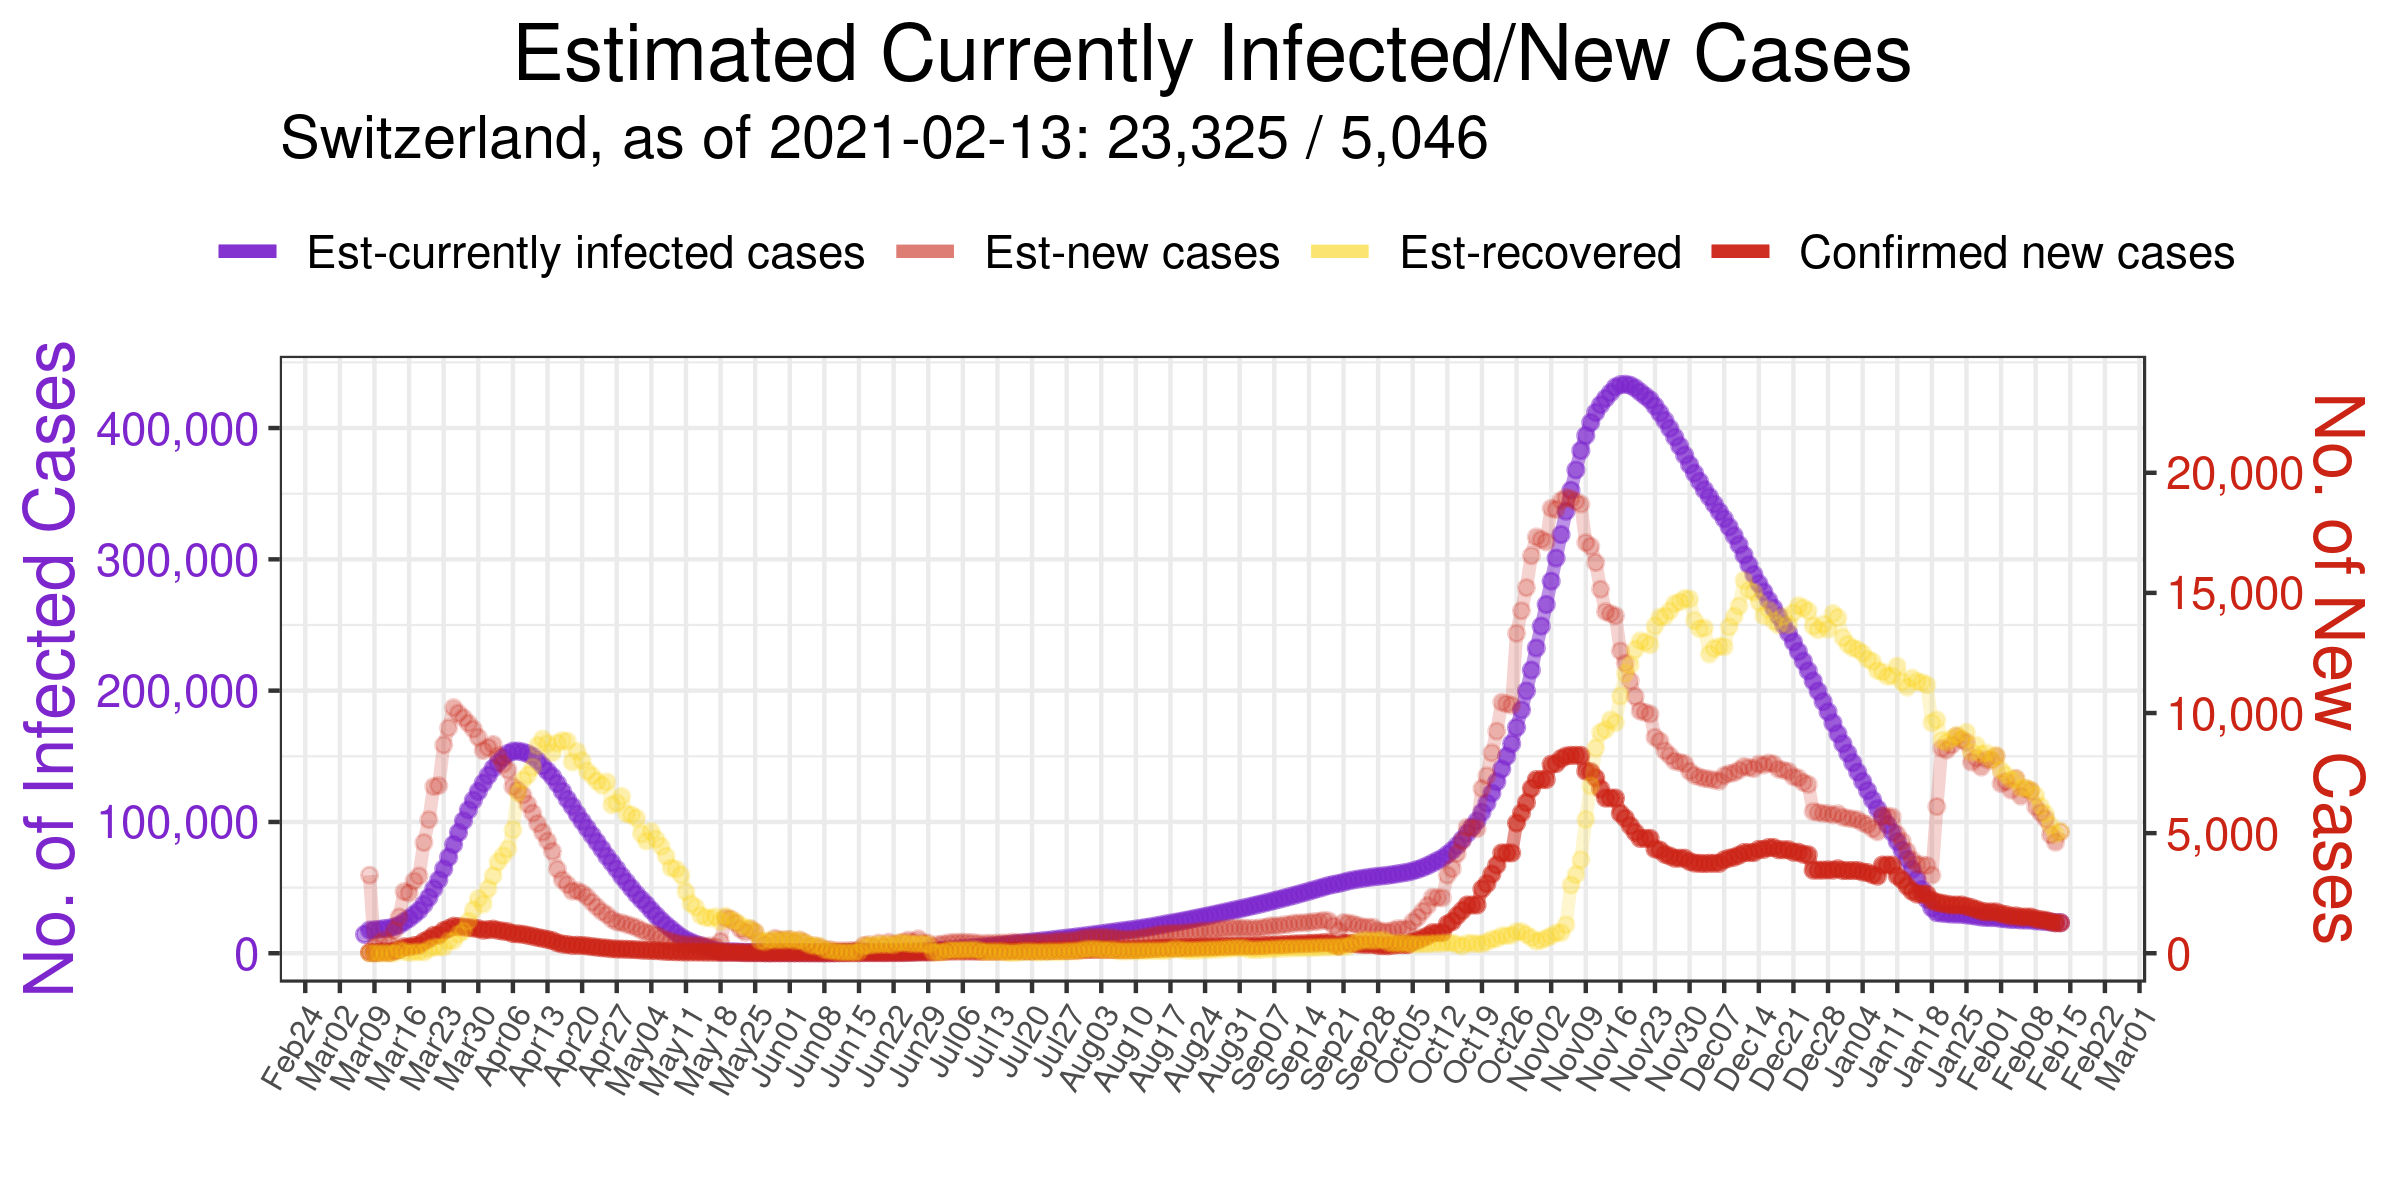 Estimated Currently Infected/New Cases
Switzerland, as of 2021-02-13: 23,325 / 5,046
Est-currently infected cases
Est-new cases
Est-recovered
Confirmed new cases
No. of Infected Cases
400,000
300,000
200,000
100,000
0
20,000
15,000
10,000
5,000
0
No. of New Cases
Feb24
Mar02
Mar09
Mar16
Mar23
Mar30
Apr06
Apr13
Apr20
Apr27
May04
May11
May18
May25
Jun01
Jun08
Jun15
Jun22
Jun29
Jul06
Jul13
Jul20
Jul27
Aug03
Aug10
Aug17
Aug24
Aug31
Sep07
Sep14
Sep21
Sep28
Oct05
Oct12
Oct19
Oct26
Nov02
Nov09
Nov16
Nov23
Nov30
Dec07
Dec14
Dec21
Dec28
Jan04
Jan11
Jan18
Jan25
Feb01
Feb08
Feb15
Feb22
Mar01